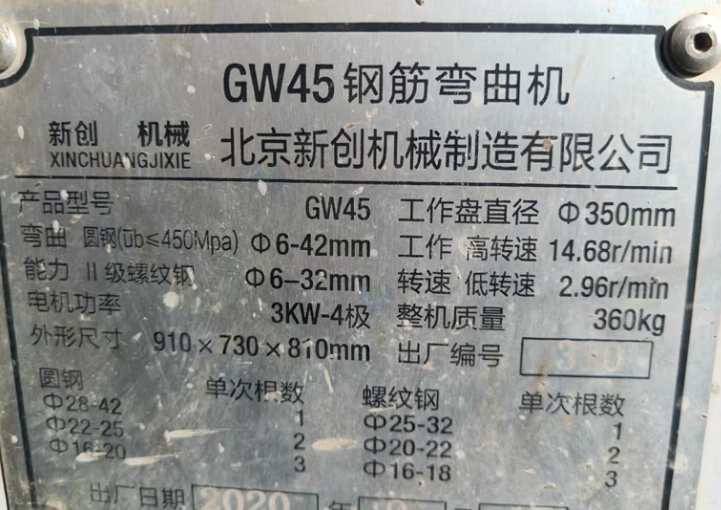 GW45钢筋弯曲机
新创 机械 北京新创机械制造有限公司
XINCHUANGJIXIE
产品型号 GW45 工作盘直径 Φ350mm
弯曲 圆钢(σb≤450Mpa) Φ6-42mm 工作 高转速 14.68r/min
能力 II级螺纹钢 Φ6-32mm 转速 低转速 2.96r/min
电机功率 3KW-4极 整机质量 360kg
外形尺寸 910×730×810mm 出厂编号
圆钢 单次根数 螺纹钢 单次根数
Φ28-42 1 Φ25-32 1
Φ22-25 2 Φ20-22 2
Φ16-20 3 Φ16-18 3
出厂日期 2020 年